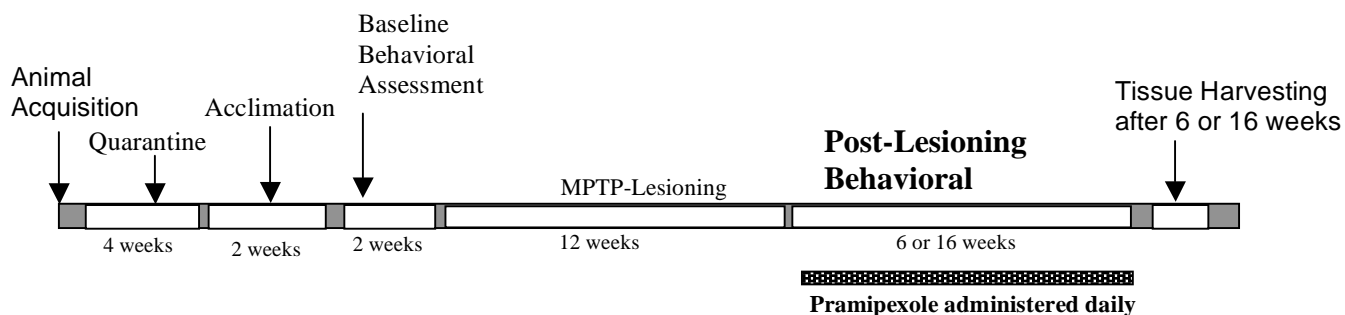 Animal
Acquisition
Quarantine
Acclimation
Baseline
Behavioral
Assessment
MPTP-Lesioning
Post-Lesioning
Behavioral
Tissue Harvesting
after 6 or 16 weeks
4 weeks
2 weeks
2 weeks
12 weeks
6 or 16 weeks
Pramipexole administered daily